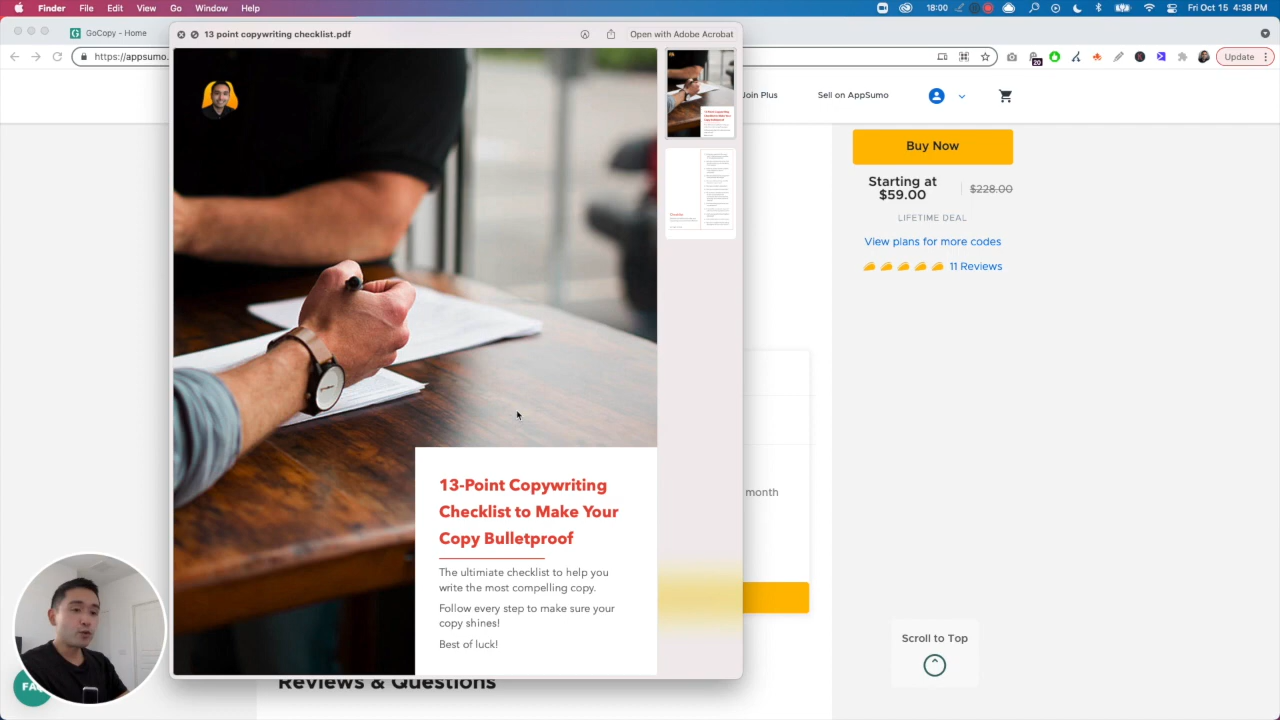 Finder File Edit View Go Window Help
18:00
Fri Oct 15 4:38 PM
GoCopy - Home
13 point copywriting checklist.pdf
Open with Adobe Acrobat
https://appsumo.
20
Update
Join Plus
Sell on AppSumo
Buy Now
Starting at
$59.00
$228.00
LIFETIME DEAL
View plans for more codes
11 Reviews
month
13-Point Copywriting
Checklist to Make Your
Copy Bulletproof
The ultimiate checklist to help you
write the most compelling copy.
Follow every step to make sure your
copy shines!
Best of luck!
Scroll to Top
FA
Reviews & Questions